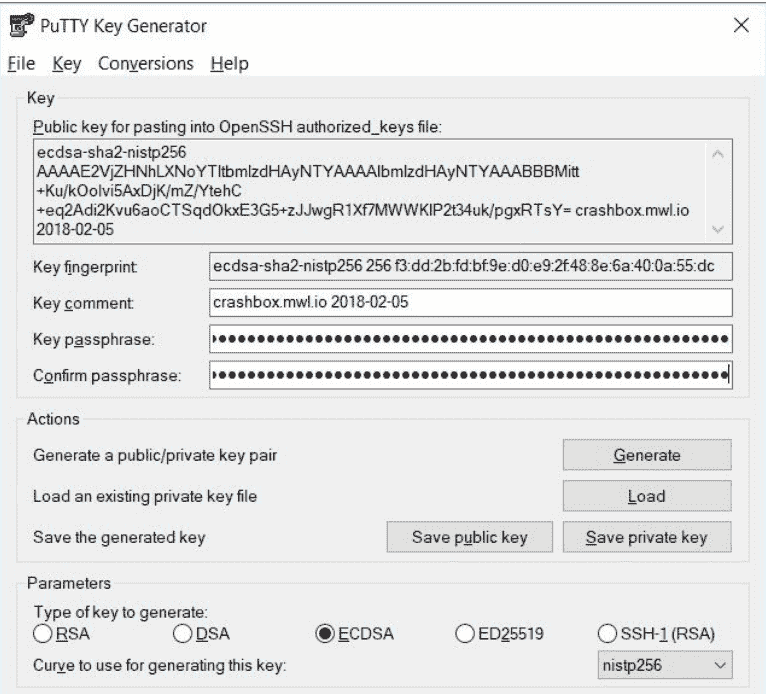 PuTTY Key Generator
File Key Conversions Help
Key
Public key for pasting into OpenSSH authorized_keys file:
ecdsa-sha2-nistp256
AAAAE2VjZHNhLXNoYTItbmlzdHAyNTYAAAAIbmlzdHAyNTYAAABBBMitt
+Ku/kOolvi5AxDjK/mZ/YtehC
+eq2Adi2Kvu6aoCTSqdOkxE3G5+zJJwgR1Xf7MWWKIP2t34uk/pgxRTsY= crashbox.mwl.io
2018-02-05
Key fingerprint: ecdsa-sha2-nistp256 256 f3:dd:2b:fd:bf:9e:d0:e9:2f:48:8e:6a:40:0a:55:dc
Key comment: crashbox.mwl.io 2018-02-05
Key passphrase:
Confirm passphrase:
Actions
Generate a public/private key pair Generate
Load an existing private key file Load
Save the generated key Save public key Save private key
Parameters
Type of key to generate:
RSA DSA ECDSA ED25519 SSH-1 (RSA)
Curve to use for generating this key: nistp256